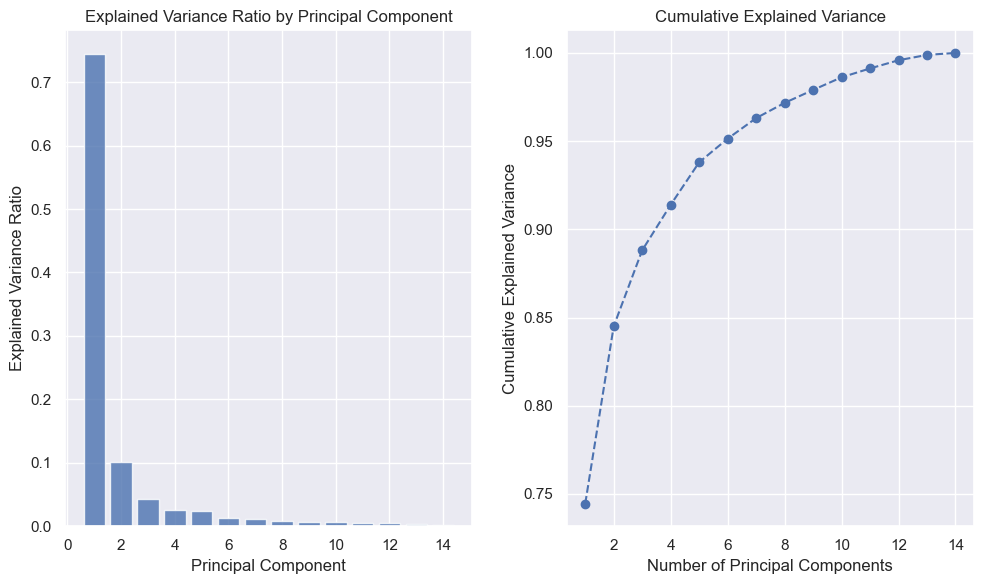 Explained Variance Ratio by Principal Component
Explained Variance Ratio
0.7
0.6
0.5
0.4
0.3
0.2
0.1
0.0
0 2 4 6 8 10 12 14
Principal Component
Cumulative Explained Variance
Cumulative Explained Variance
1.00
0.95
0.90
0.85
0.80
0.75
2 4 6 8 10 12 14
Number of Principal Components